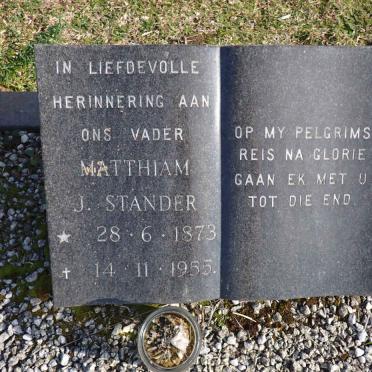 IN LIEFDEVOLLE
HERINNERING AAN
ONS VADER
MATTHIAM
J. STANDER
28 · 6 · 1873
14 · 11 · 1955.
OP MY PELGRIMS
REIS NA GLORIE
GAAN EK MET U
TOT DIE END.